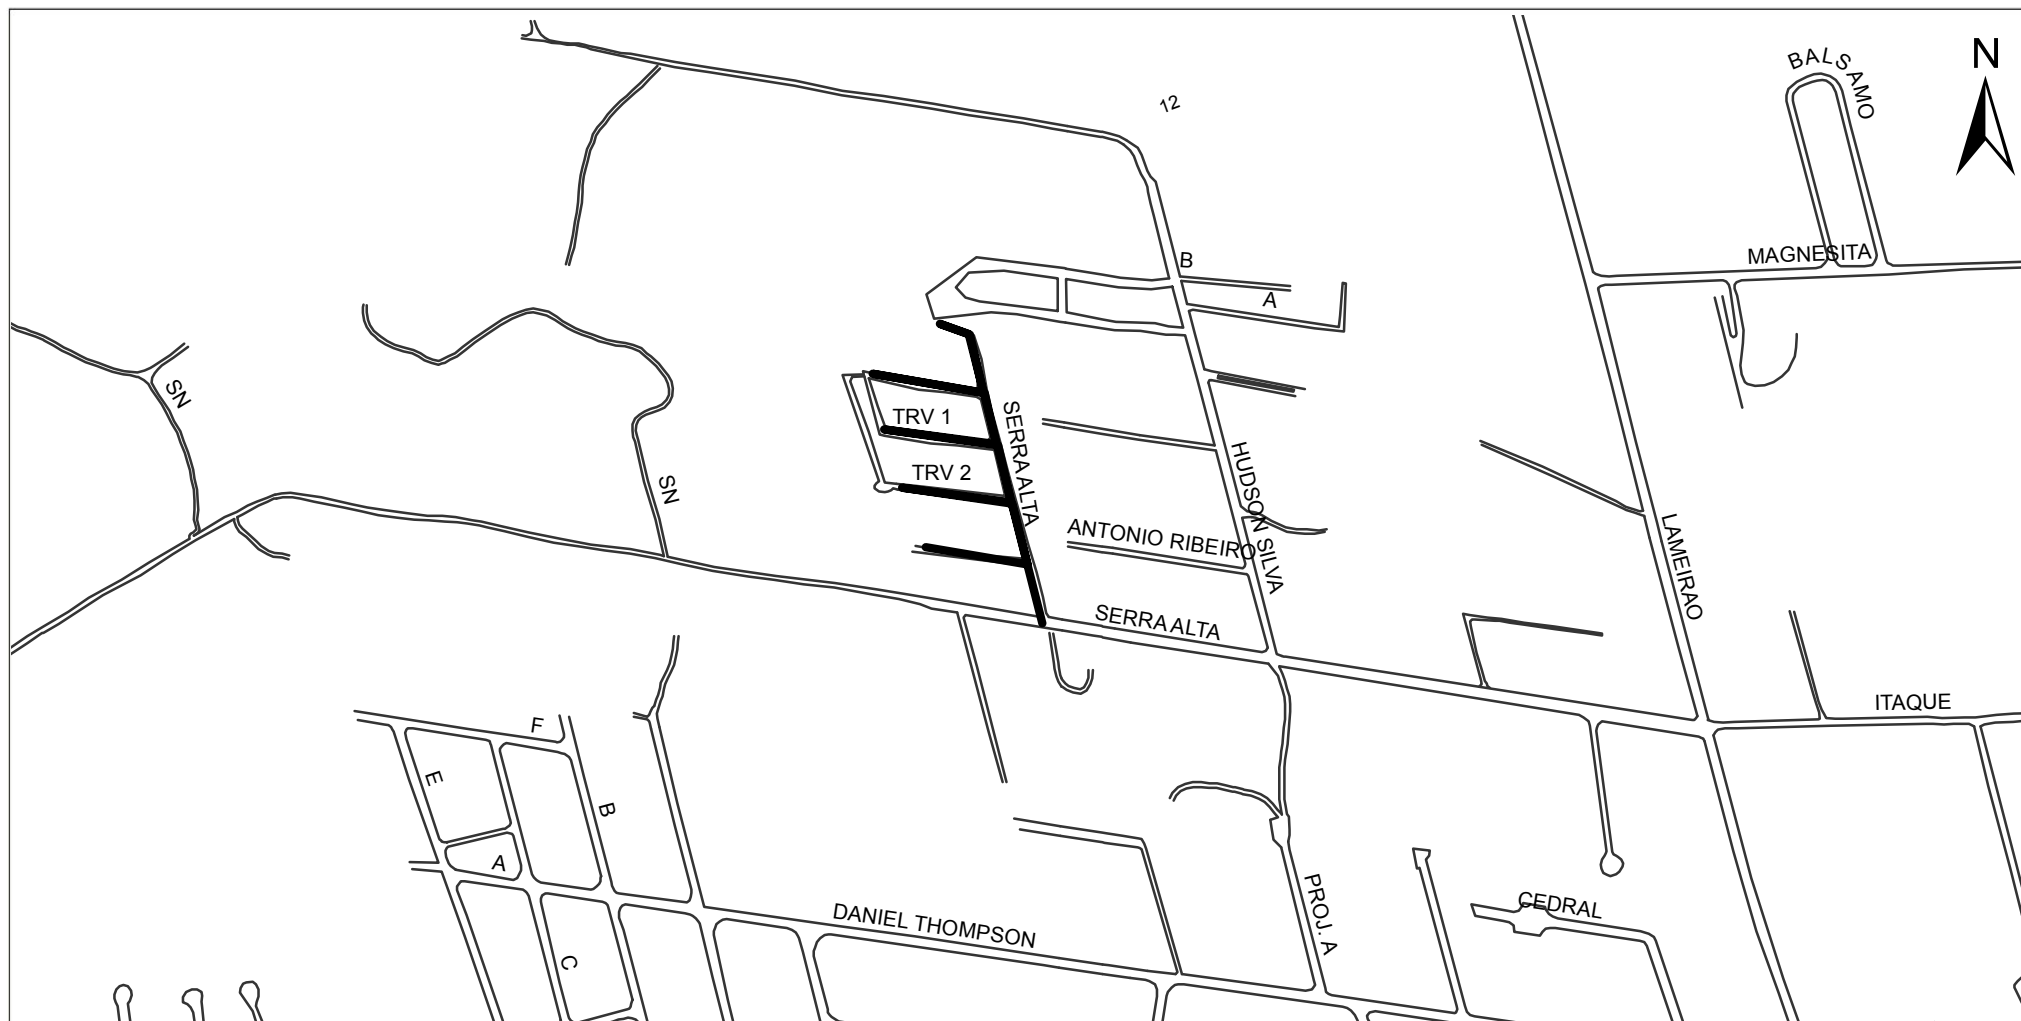 N
BALSAMO
12
MAGNESITA
B
A
SN
TRV 1
SERRA ALTA
TRV 2
HUDSON SILVA
SN
ANTONIO RIBEIRO
LAMEIRAO
SERRA ALTA
ITAQUE
F
E
B
A
PROJ. A
CEDRAL
DANIEL THOMPSON
C